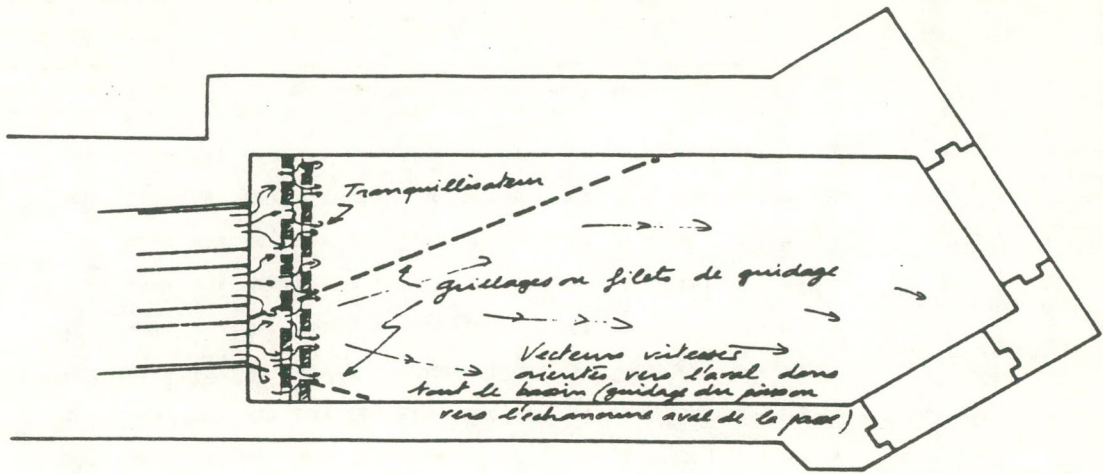 Tranquillisateur
Grillages ou filets de guidage
Vecteurs vitesses
orientés vers l'aval dans
tout le bassin (guidage du poisson
vers l'échancrure aval de la passe)